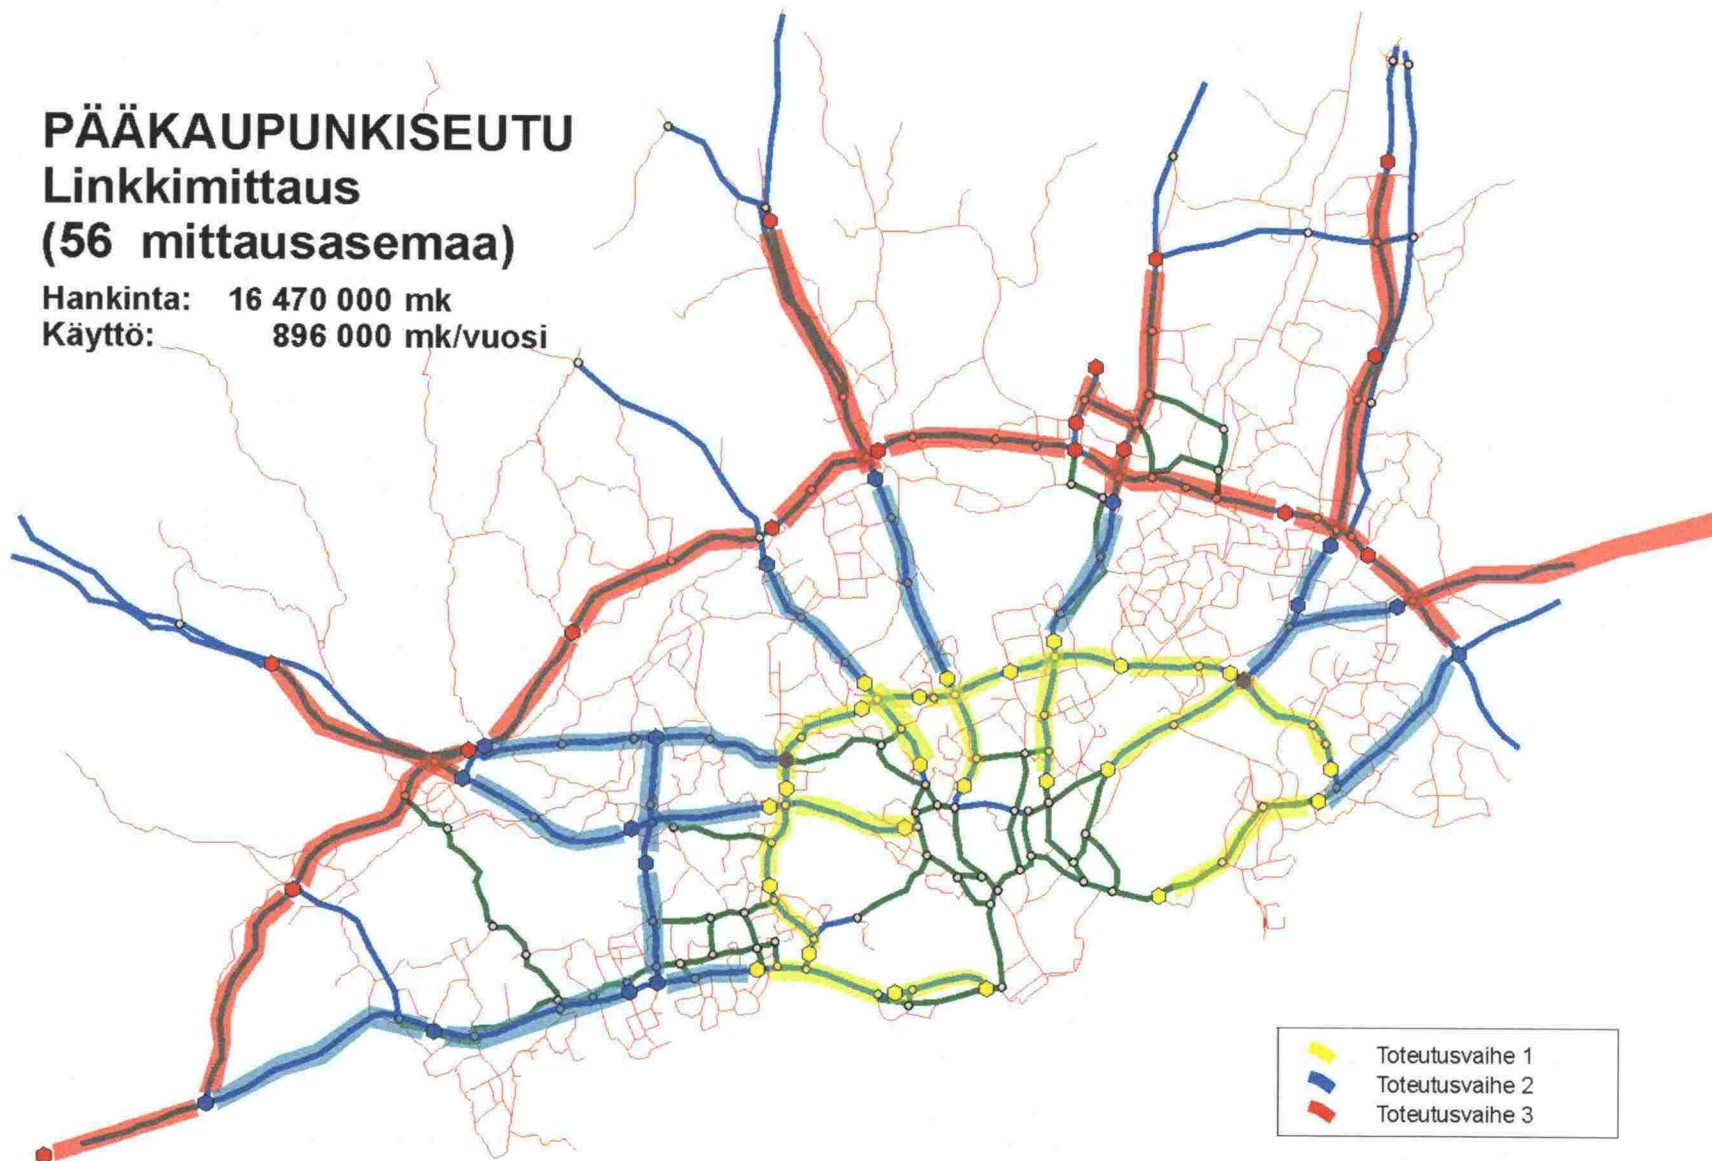 PÄÄKAUPUNKISEUTU
Linkkimittaus
(56 mittausasemaa)
Hankinta: 16 470 000 mk
Käyttö: 896 000 mk/vuosi
Toteutusvaihe 1
Toteutusvaihe 2
Toteutusvaihe 3